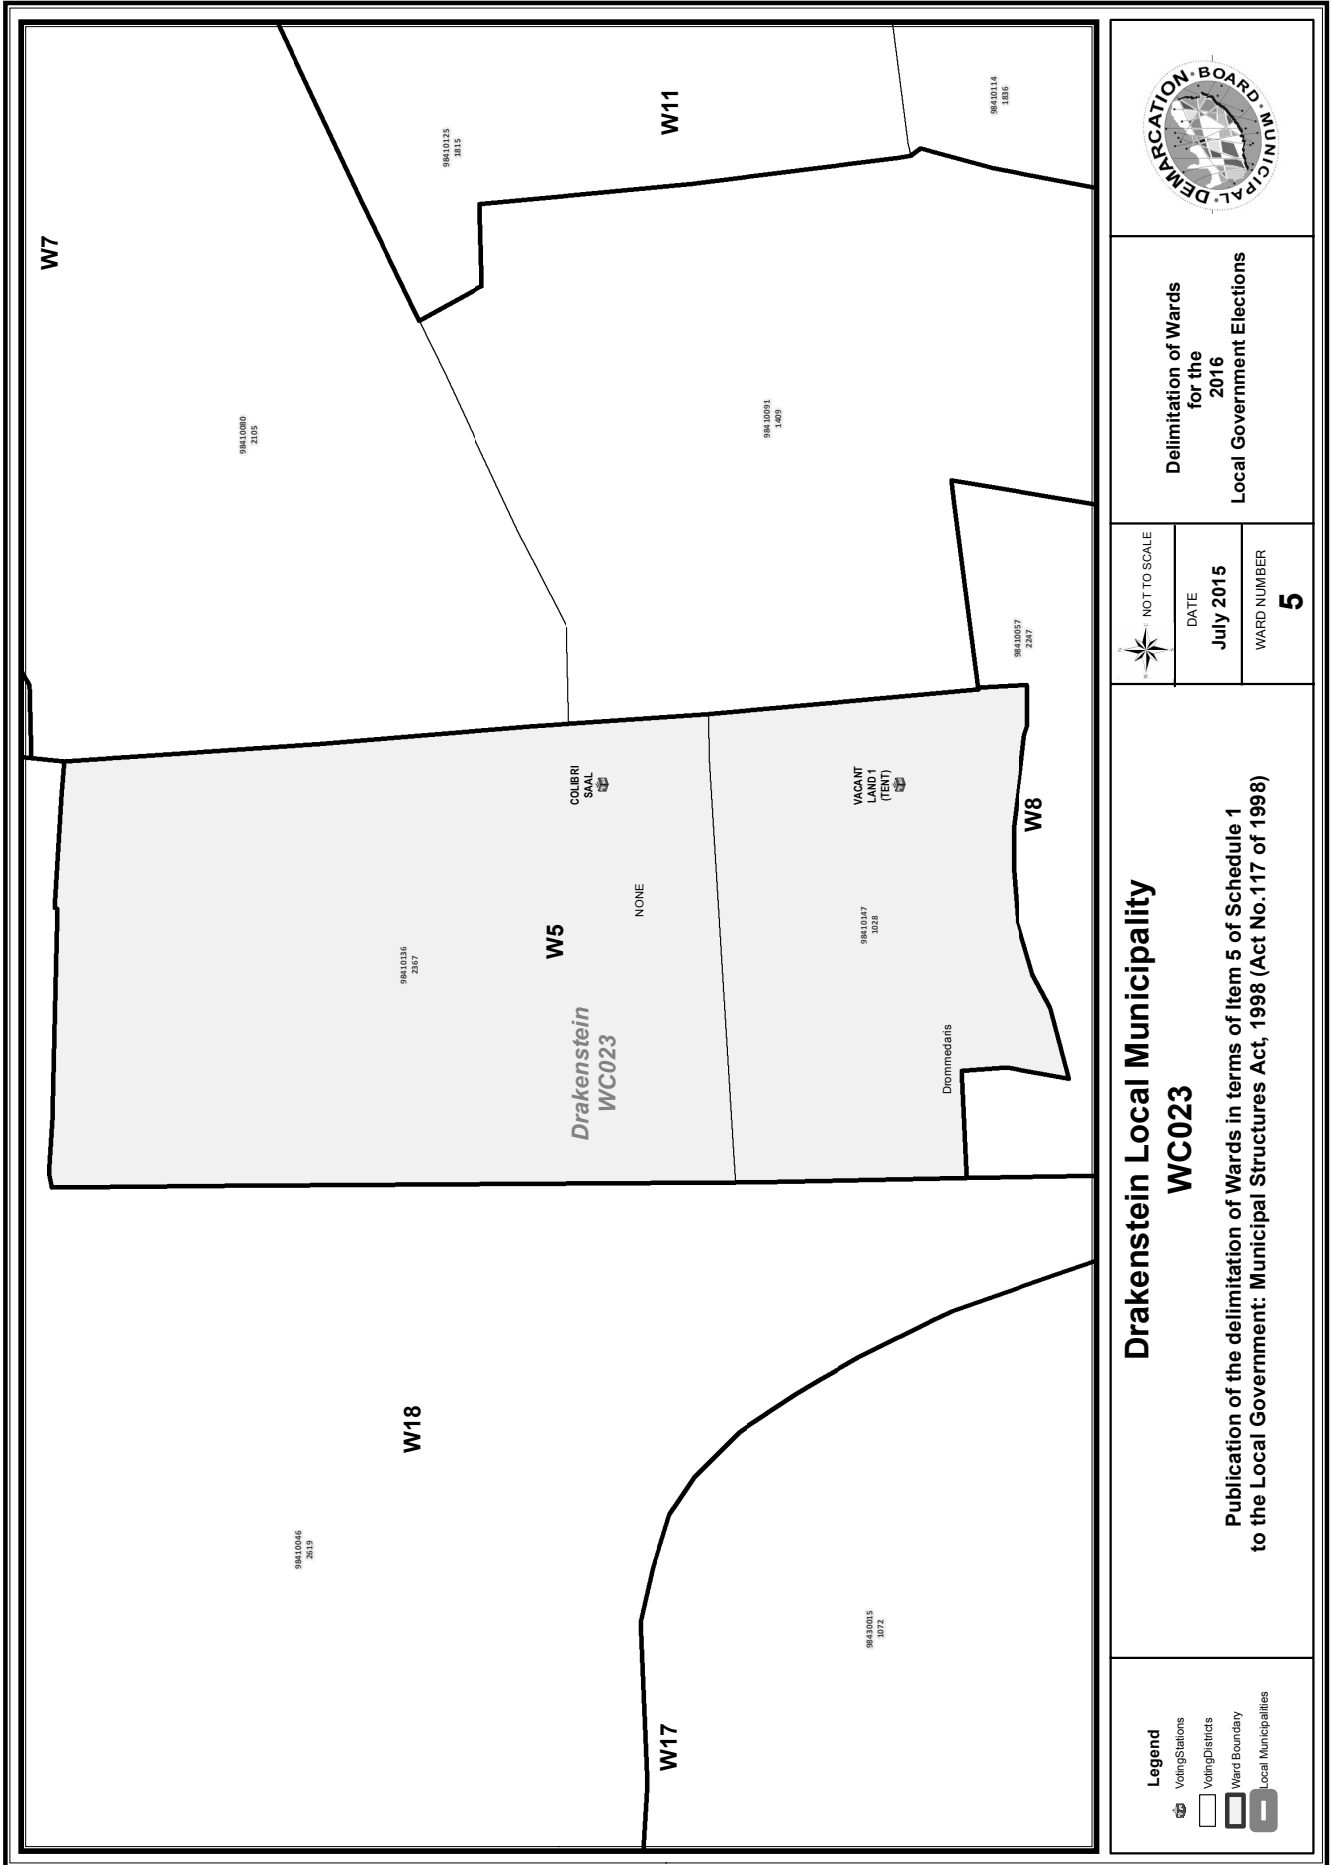 W7
98410080
2105
98410125
1815
W11
98410114
1836
98410091
1409
98410057
2247
COLIBRI
SAAL
VACANT
LAND 1
(TENT)
W8
NONE
W5
98410136
2367
98410147
1028
Drakenstein
WC023
Drommedaris
W18
98410046
2619
98430015
1072
W17
Legend
VotingStations
VotingDistricts
Ward Boundary
Local Municipalities
Drakenstein Local Municipality
WC023
Publication of the delimitation of Wards in terms of Item 5 of Schedule 1
to the Local Government: Municipal Structures Act, 1998 (Act No.117 of 1998)
N
W
E
S
NOT TO SCALE
DATE
July 2015
WARD NUMBER
5
Delimitation of Wards
for the
2016
Local Government Elections
MUNICIPAL • DEMARCATION • BOARD •